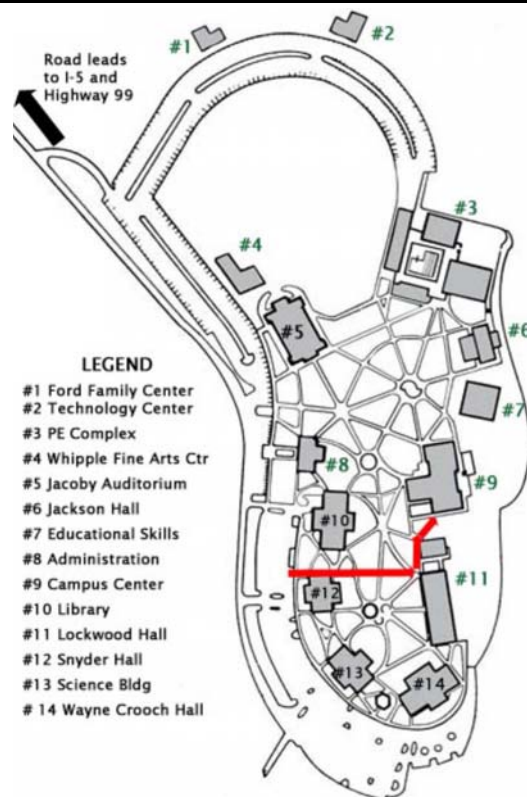 #1
#2
Road leads
to I-5 and
Highway 99
#3
#4
#5
#6
#7
LEGEND
#1 Ford Family Center
#2 Technology Center
#3 PE Complex
#4 Whipple Fine Arts Ctr
#5 Jacoby Auditorium
#6 Jackson Hall
#7 Educational Skills
#8 Administration
#9 Campus Center
#10 Library
#11 Lockwood Hall
#12 Snyder Hall
#13 Science Bldg
# 14 Wayne Crooch Hall
#8
#9
#10
#11
#12
#13
#14